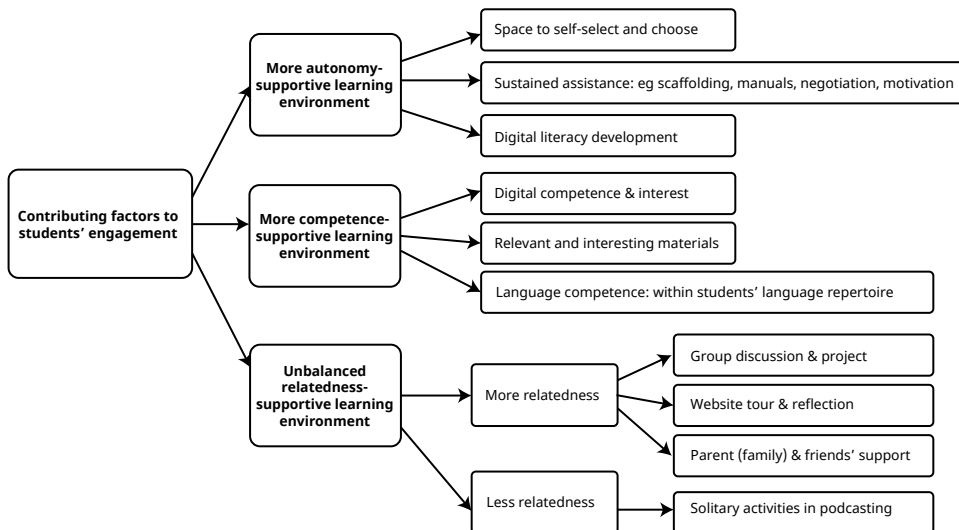 Contributing factors to
students’ engagement
More autonomy-
supportive learning
environment
Space to self-select and choose
Sustained assistance: eg scaffolding, manuals, negotiation, motivation
Digital literacy development
More competence-
supportive learning
environment
Digital competence & interest
Relevant and interesting materials
Language competence: within students’ language repertoire
Unbalanced
relatedness-
supportive learning
environment
More relatedness
Group discussion & project
Website tour & reflection
Parent (family) & friends’ support
Less relatedness
Solitary activities in podcasting